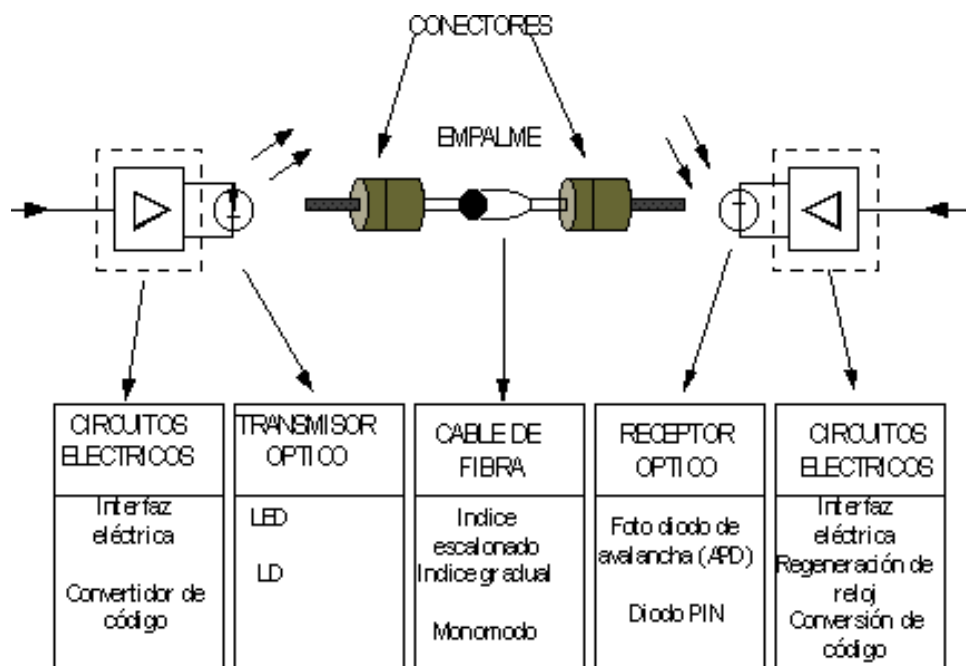 CONECTORES
EMPALME
CIRCUITOS
ELECTRICOS
Interfaz
eléctrica
Convertidor de
código
TRANSMISOR
OPTICO
LED
LD
CABLE DE
FIBRA
Indice
escalonado
Indice gradual
Monomodo
RECEPTOR
OPTICO
Foto diodo de
avalancha (APD)
Diodo PIN
CIRCUITOS
ELECTRICOS
Interfaz
eléctrica
Regeneración de
reloj
Conversión de
código